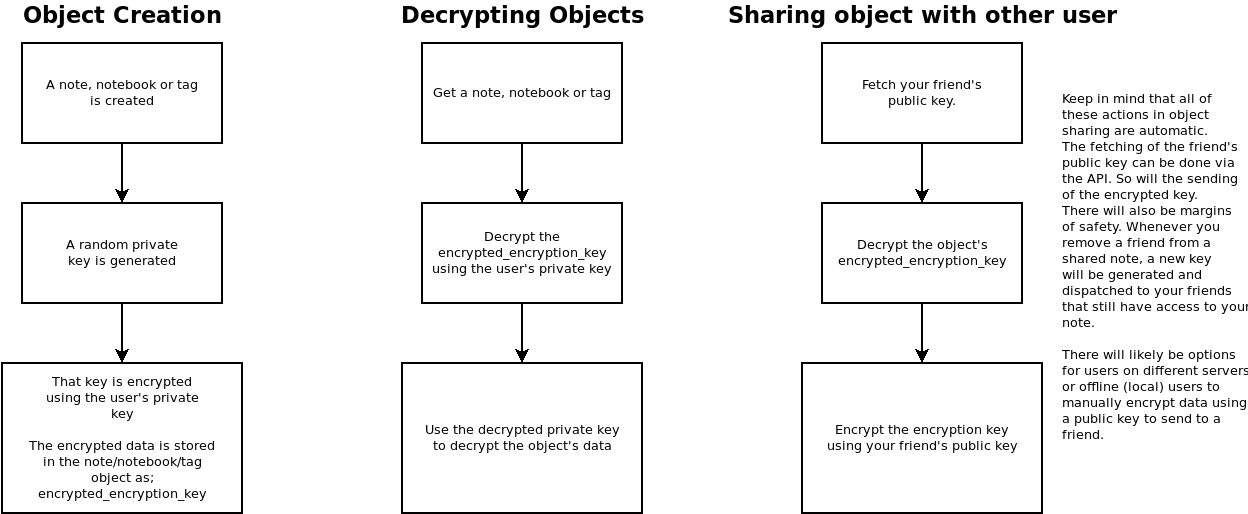 Object Creation
A note, notebook or tag
is created
A random private
key is generated
That key is encrypted
using the user's private
key
The encrypted data is stored
in the note/notebook/tag
object as;
encrypted_encryption_key
Decrypting Objects
Get a note, notebook or tag
Decrypt the
encrypted_encryption_key
using the user's private key
Use the decrypted private key
to decrypt the object's data
Sharing object with other user
Fetch your friend's
public key.
Decrypt the object's
encrypted_encryption_key
Encrypt the encryption key
using your friend's public key
Keep in mind that all of
these actions in object
sharing are automatic.
The fetching of the friend's
public key can be done via
the API. So will the sending
of the encrypted key.
There will also be margins
of safety. Whenever you
remove a friend from a
shared note, a new key
will be generated and
dispatched to your friends
that still have access to your
note.
There will likely be options
for users on different servers
or offline (local) users to
manually encrypt data using
a public key to send to a
friend.